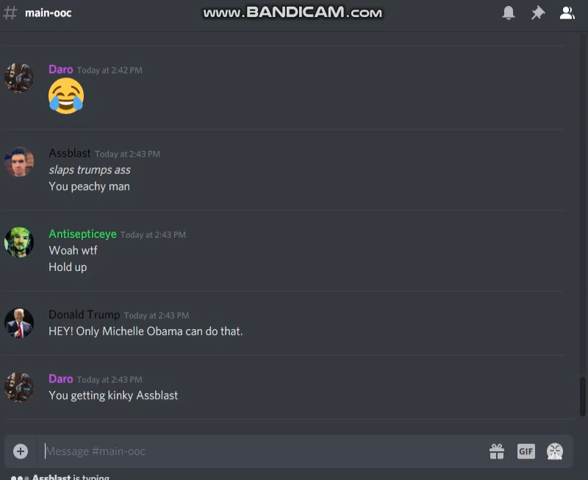 # main-ooc
www.BANDICAM.com
Daro Today at 2:42 PM
Assblast Today at 2:43 PM
slaps trumps ass
You peachy man
Antisepticeye Today at 2:43 PM
Woah wtf
Hold up
Donald Trump Today at 2:43 PM
HEY! Only Michelle Obama can do that.
Daro Today at 2:43 PM
You getting kinky Assblast
Message #main-ooc
GIF
Assblast is typing